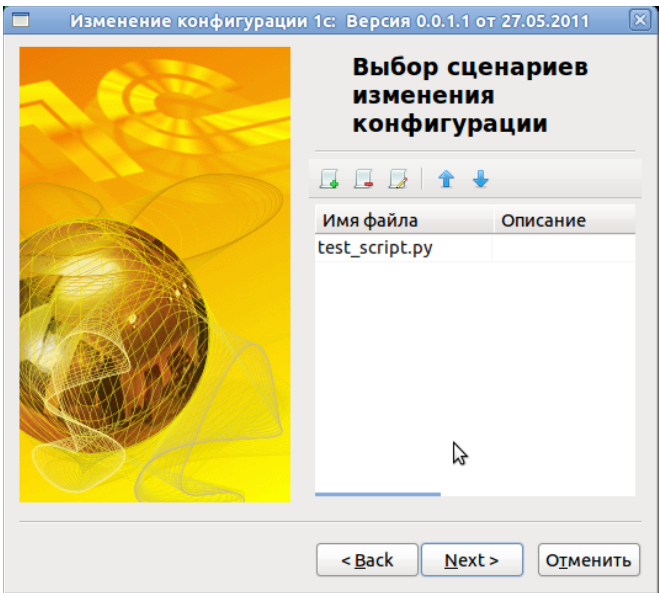 Изменение конфигурации 1с: Версия 0.0.1.1 от 27.05.2011
Выбор сценариев
изменения
конфигурации
Имя файла Описание
test_script.py
< Back Next > Отменить